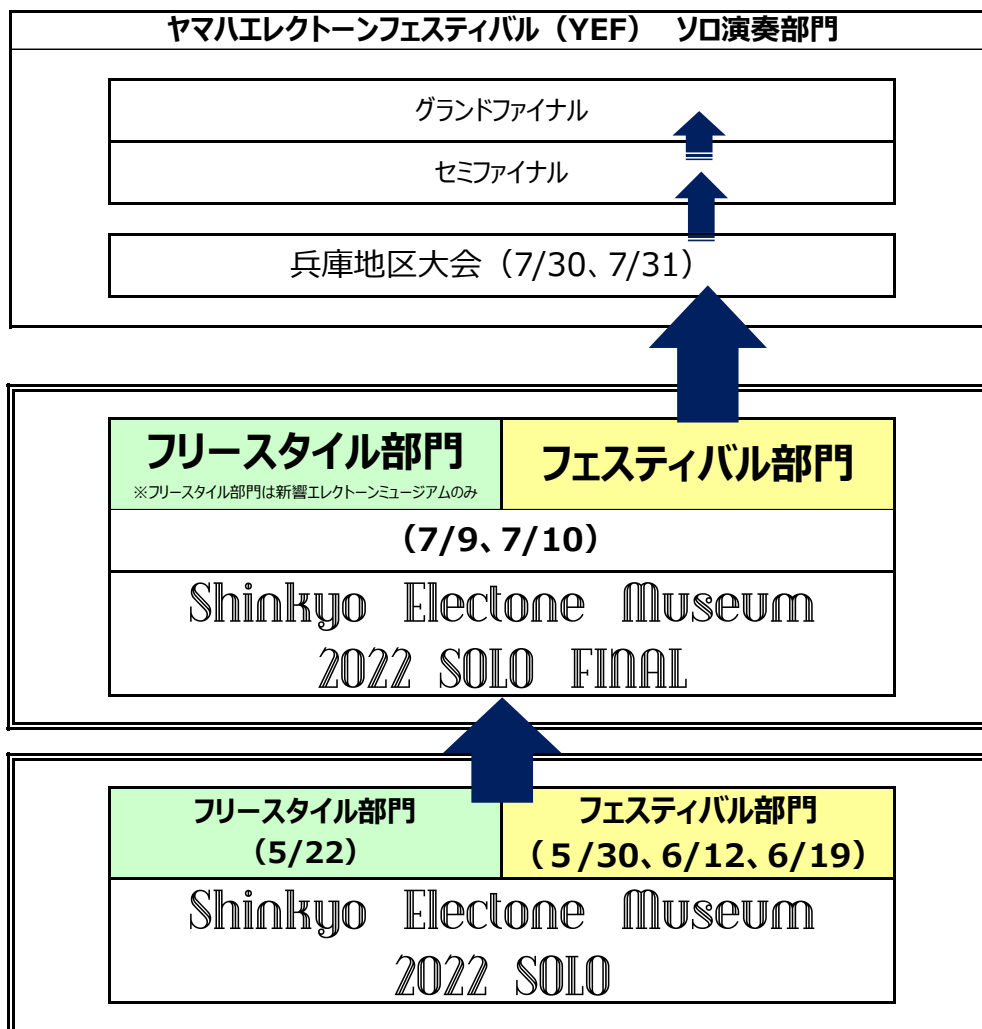 ヤマハエレクトーンフェスティバル（YEF）　ソロ演奏部門
グランドファイナル
セミファイナル
兵庫地区大会（7/30、7/31）
フリースタイル部門
※フリースタイル部門は新響エレクトーンミュージアムのみ
フェスティバル部門
（7/9、7/10）
Shinkyo Electone Museum
2022 SOLO FINAL
フリースタイル部門
（5/22）
フェスティバル部門
（５/30、6/12、6/19）
Shinkyo Electone Museum
2022 SOLO